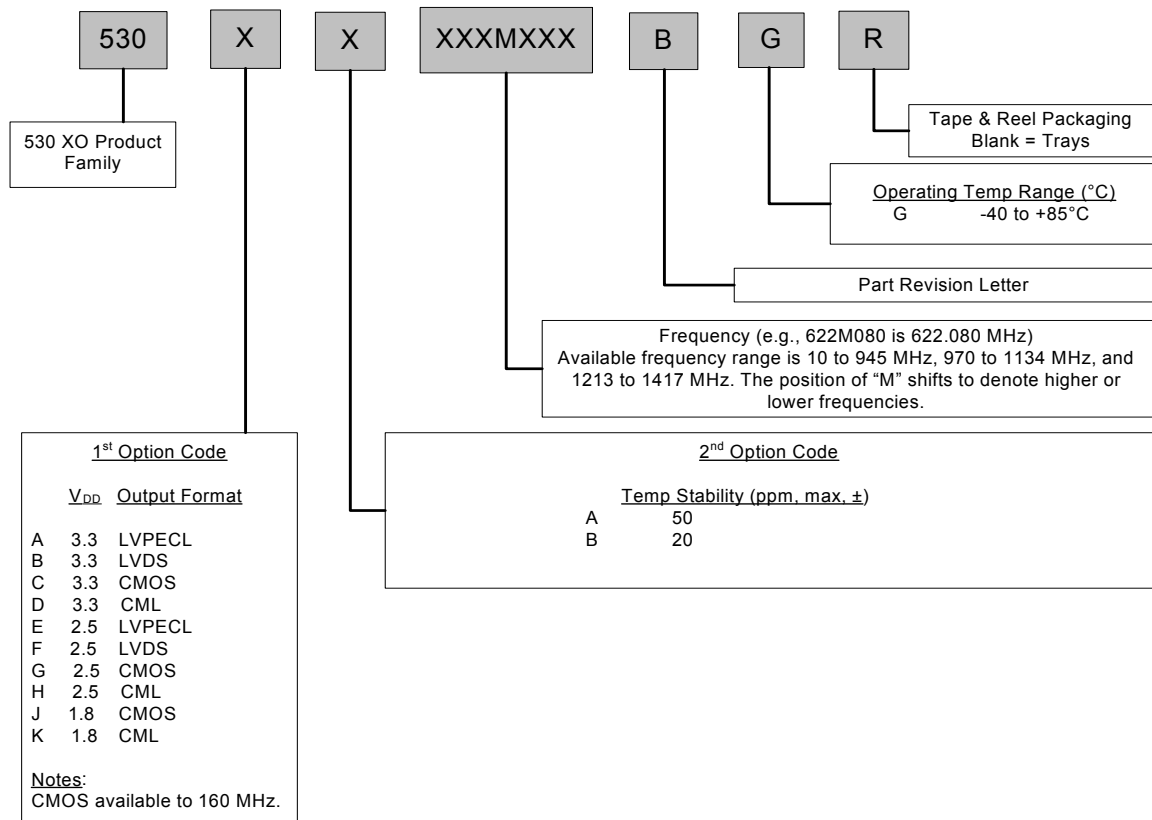 530 X X XXXMXXX B G R
530 XO Product
Family
Tape & Reel Packaging
Blank = Trays
Operating Temp Range (°C)
G -40 to +85°C
Part Revision Letter
Frequency (e.g., 622M080 is 622.080 MHz)
Available frequency range is 10 to 945 MHz, 970 to 1134 MHz, and
1213 to 1417 MHz. The position of “M” shifts to denote higher or
lower frequencies.
1st Option Code
VDD Output Format
A 3.3 LVPECL
B 3.3 LVDS
C 3.3 CMOS
D 3.3 CML
E 2.5 LVPECL
F 2.5 LVDS
G 2.5 CMOS
H 2.5 CML
J 1.8 CMOS
K 1.8 CML
Notes:
CMOS available to 160 MHz.
2nd Option Code
Temp Stability (ppm, max, ±)
A 50
B 20